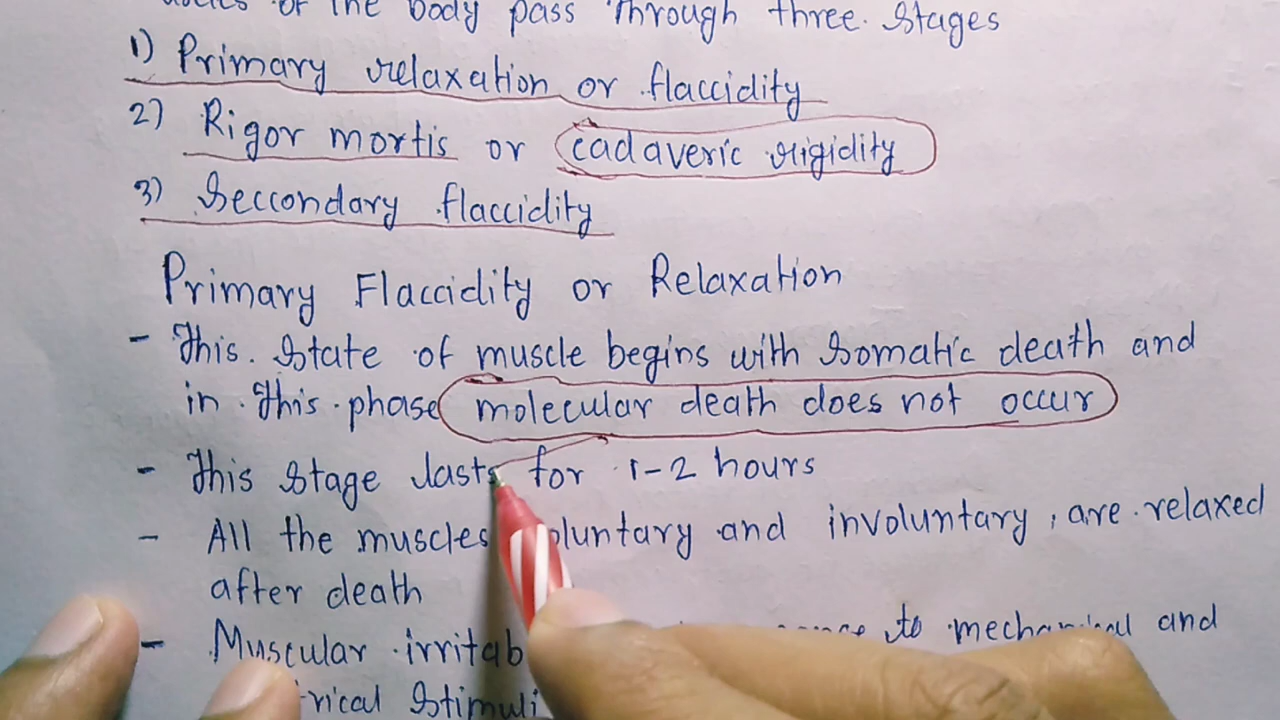 of the body pass through three stages
1) Primary relaxation or flaccidity
2) Rigor mortis or cadaveric rigidity
3) Seccondary flaccidity
Primary Flaccidity or Relaxation
- This state of muscle begins with somatic death and
in this phase molecular death does not occur
- This stage lasts for 1-2 hours
- All the muscles and involuntary, are relaxed
after death
- Muscular to mechanical and
stimuli